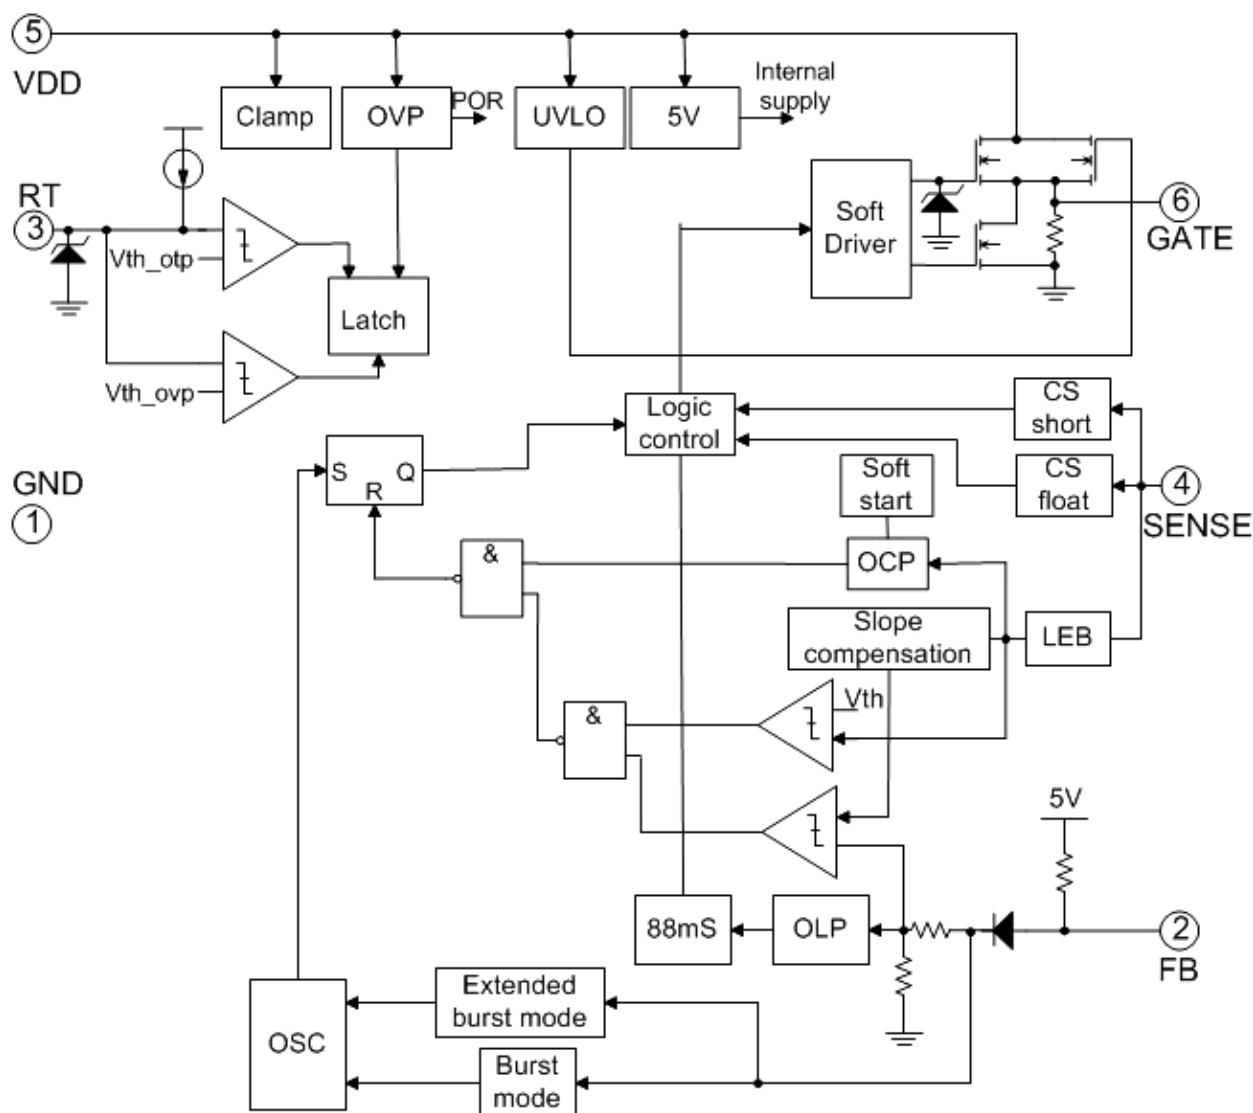 5
VDD
Clamp
OVP
POR
UVLO
5V
Internal
supply
RT
3
Vth_otp
Vth_ovp
Latch
Soft
Driver
6
GATE
Logic
control
CS
short
CS
float
4
SENSE
GND
1
S
Q
R
&
Soft
start
OCP
Slope
compensation
LEB
&
Vth
5V
88mS
OLP
2
FB
Extended
burst mode
OSC
Burst
mode